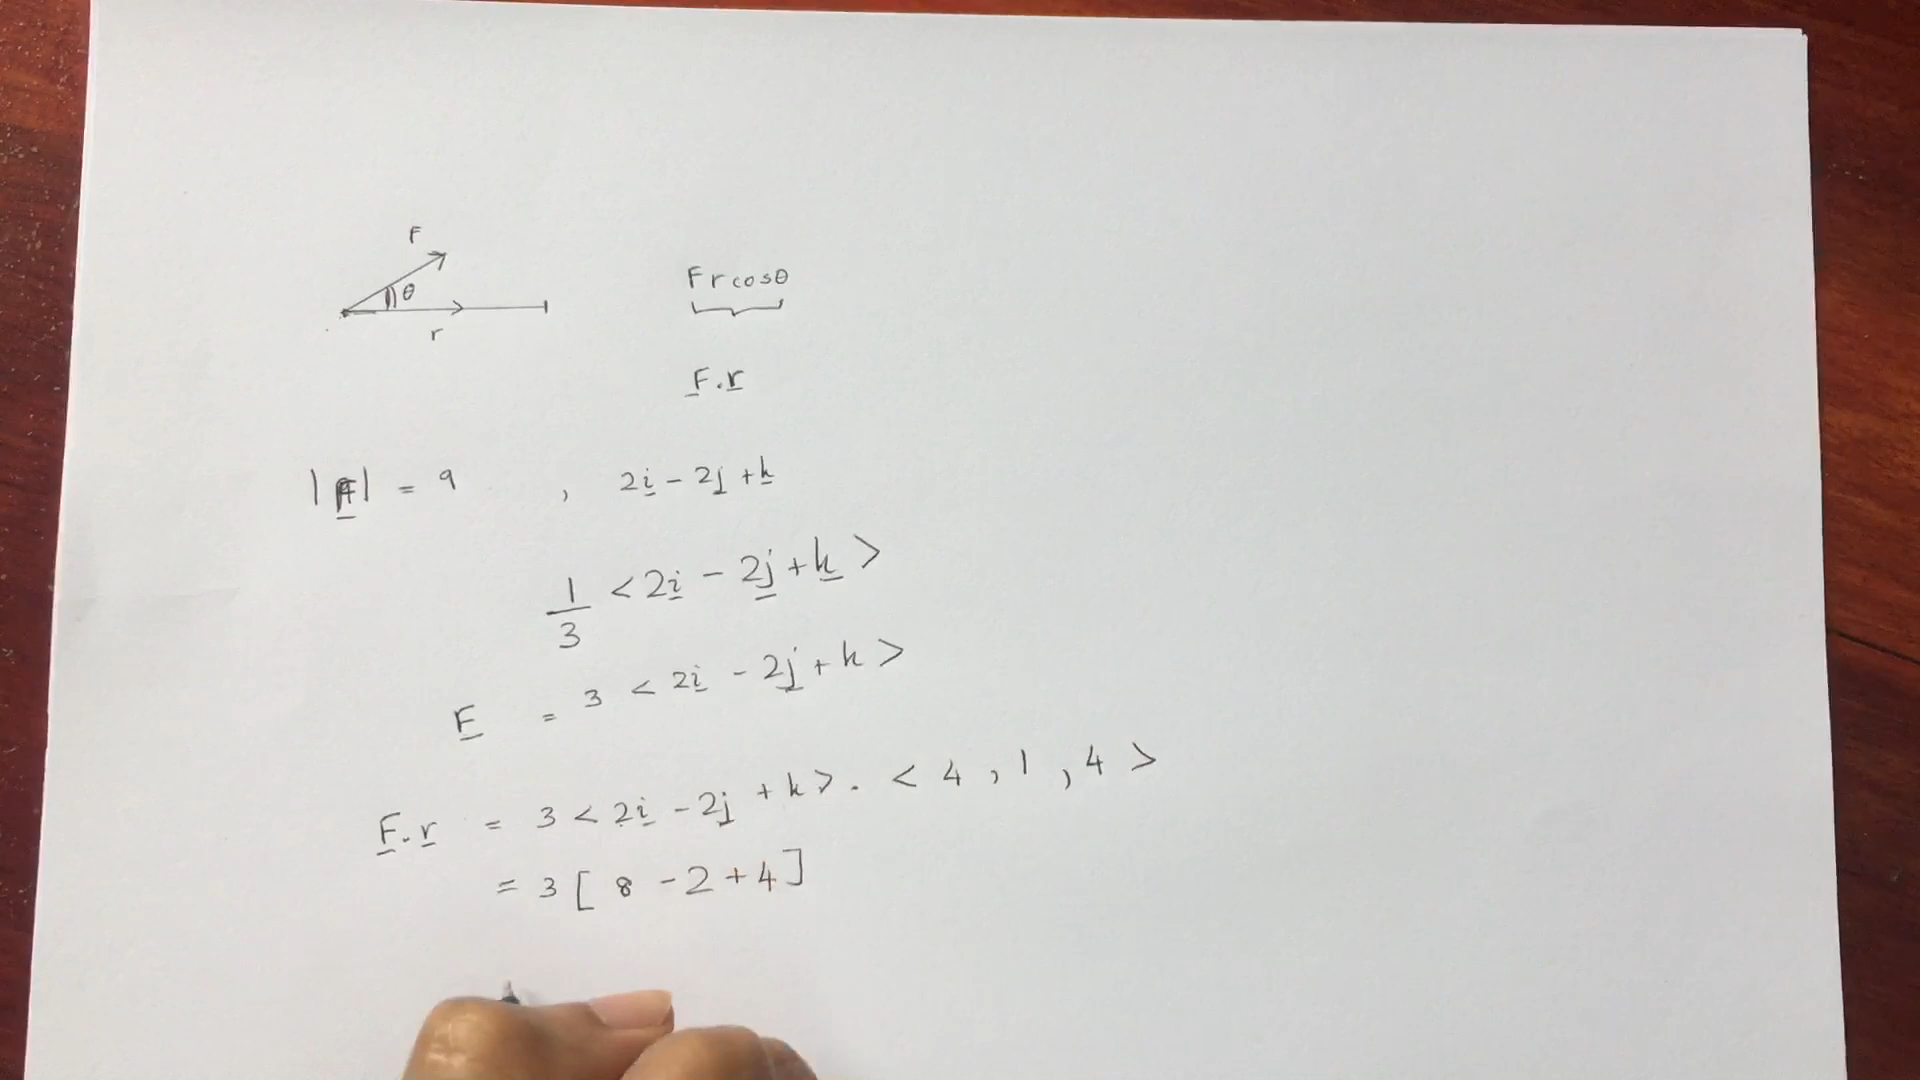 F
θ
r
F r cosθ
F.r
|F| = 9 , 2i - 2j + k
1/3 < 2i - 2j + k >
F = 3 < 2i - 2j + k >
F.r = 3 < 2i - 2j + k > . < 4 , 1 , 4 >
= 3 [ 8 - 2 + 4 ]